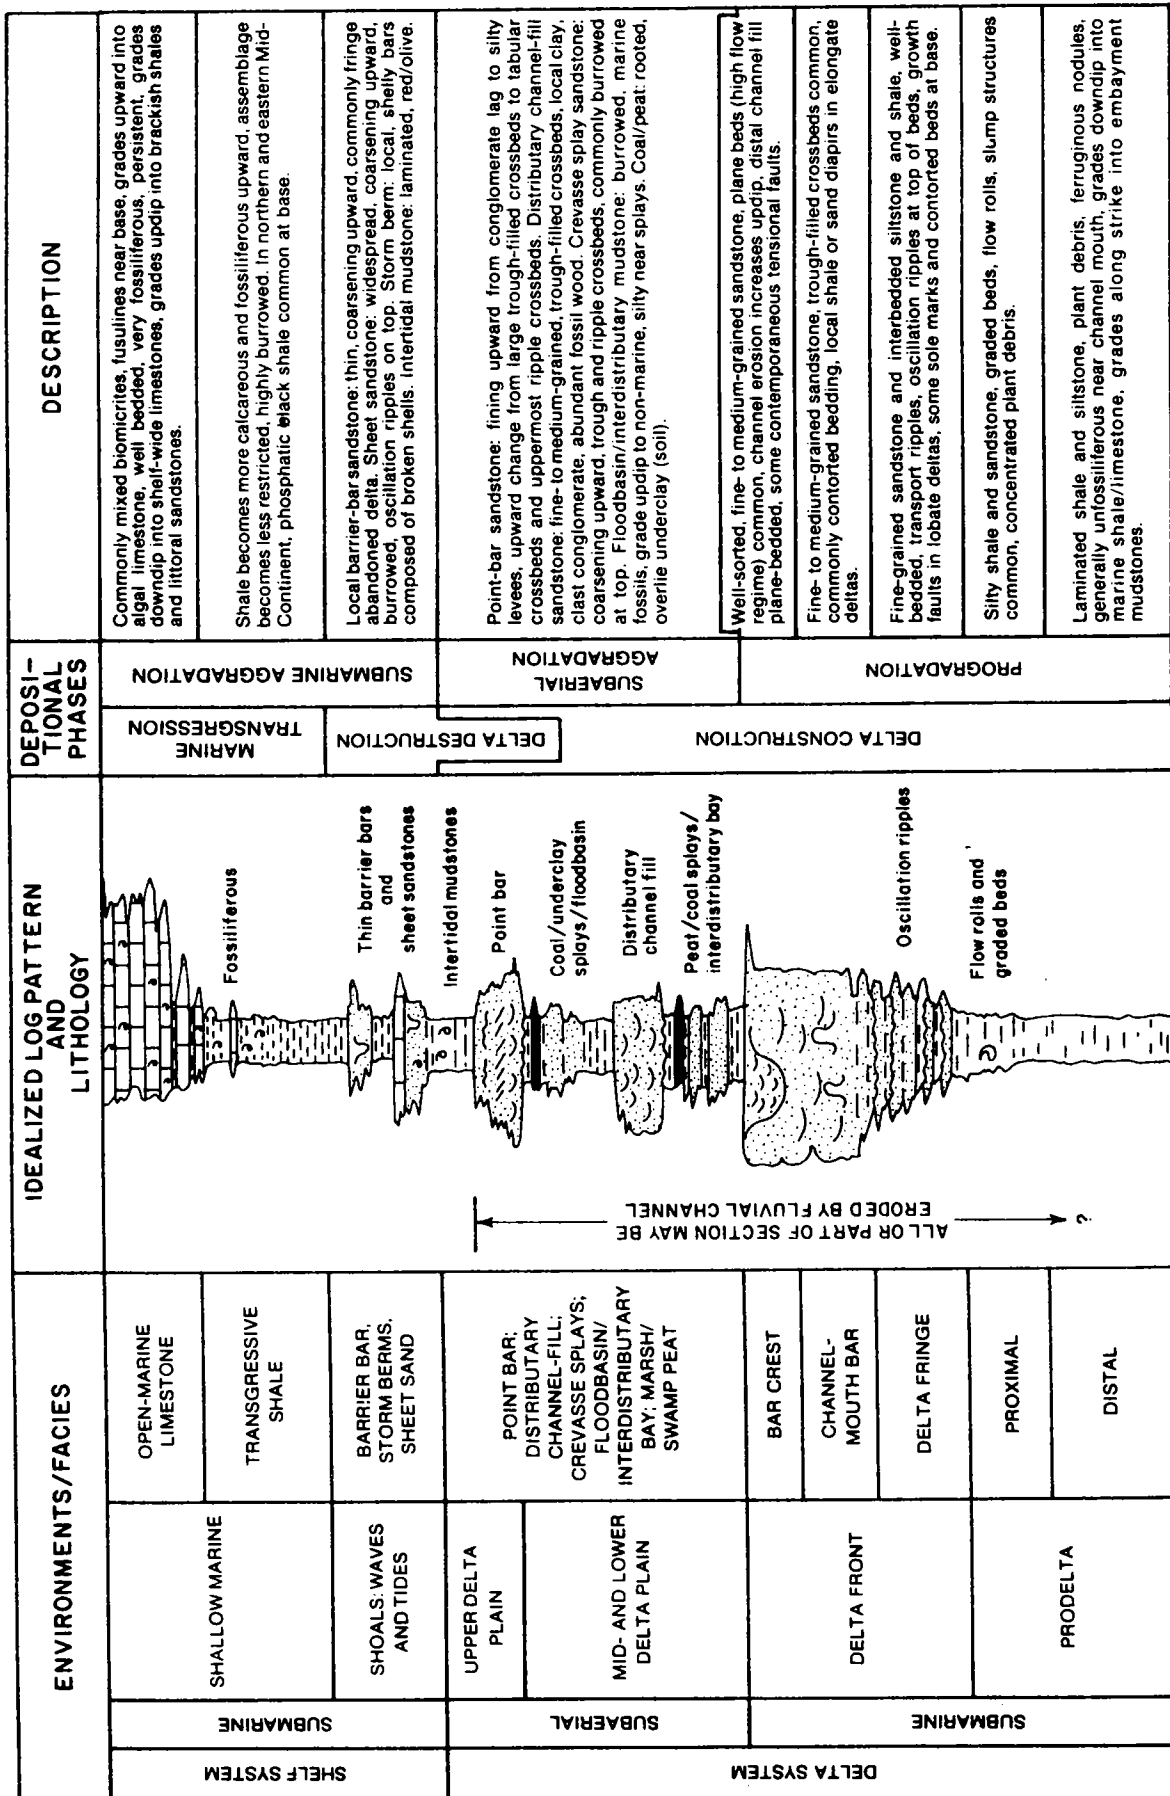 ENVIRONMENTS/FACIES
IDEALIZED LOG PATTERN
AND
LITHOLOGY
DEPOSI-
TIONAL
PHASES
DESCRIPTION
SHELF SYSTEM
SUBMARINE
SHALLOW MARINE
OPEN-MARINE
LIMESTONE
TRANSGRESSIVE
SHALE
SHOALS: WAVES
AND TIDES
BARRIER BAR,
STORM BERMS,
SHEET SAND
DELTA SYSTEM
SUBAERIAL
UPPER DELTA
PLAIN
MID- AND LOWER
DELTA PLAIN
POINT BAR;
DISTRIBUTARY
CHANNEL-FILL;
CREVASSE SPLAYS;
FLOODBASIN/
INTERDISTRIBUTARY
BAY; MARSH/
SWAMP PEAT
SUBMARINE
DELTA FRONT
BAR CREST
CHANNEL-
MOUTH BAR
DELTA FRINGE
PRODELTA
PROXIMAL
DISTAL
ALL OR PART OF SECTION MAY BE
ERODED BY FLUVIAL CHANNEL
?
Fossiliferous
Thin barrier bars
and
sheet sandstones
Intertidal mudstones
Point bar
Coal/underclay
splays/floodbasin
Distributary
channel fill
Peat/coal splays/
interdistributary bay
Oscillation ripples
Flow rolls and
graded beds
MARINE
TRANSGRESSION
DELTA DESTRUCTION
DELTA CONSTRUCTION
SUBMARINE AGGRADATION
SUBAERIAL
AGGRADATION
PROGRADATION
Commonly mixed biomicrites, fusulines near base, grades upward into
algal limestone, well bedded, very fossiliferous, persistent, grades
downdip into shelf-wide limestones, grades updip into brackish shales
and littoral sandstones.
Shale becomes more calcareous and fossiliferous upward, assemblage
becomes less restricted, highly burrowed. In northern and eastern Mid-
Continent, phosphatic black shale common at base.
Local barrier-bar sandstone: thin, coarsening upward, commonly fringe
abandoned delta. Sheet sandstone: widespread, coarsening upward,
burrowed, oscillation ripples on top. Storm berm: local, shelly bars
composed of broken shells. Intertidal mudstone: laminated, red/olive.
Point-bar sandstone: fining upward from conglomerate lag to silty
levees, upward change from large trough-filled crossbeds to tabular
crossbeds and uppermost ripple crossbeds. Distributary channel-fill
sandstone: fine- to medium-grained, trough-filled crossbeds, local clay,
clast conglomerate, abundant fossil wood. Crevasse splay sandstone:
coarsening upward, trough and ripple crossbeds, commonly burrowed
at top. Floodbasin/interdistributary mudstone: burrowed, marine
fossils, grade updip to non-marine, silty near splays. Coal/peat: rooted,
overlie underclay (soil).
Well-sorted, fine- to medium-grained sandstone, plane beds (high flow
regime) common, channel erosion increases updip, distal channel fill
plane-bedded, some contemporaneous tensional faults.
Fine- to medium-grained sandstone, trough-filled crossbeds common,
commonly contorted bedding, local shale or sand diapirs in elongate
deltas.
Fine-grained sandstone and interbedded siltstone and shale, well-
bedded, transport ripples, oscillation ripples at top of beds, growth
faults in lobate deltas, some sole marks and contorted beds at base.
Silty shale and sandstone, graded beds, flow rolls, slump structures
common, concentrated plant debris.
Laminated shale and siltstone, plant debris, ferruginous nodules,
generally unfossiliferous near channel mouth, grades downdip into
marine shale/limestone, grades along strike into embayment
mudstones.